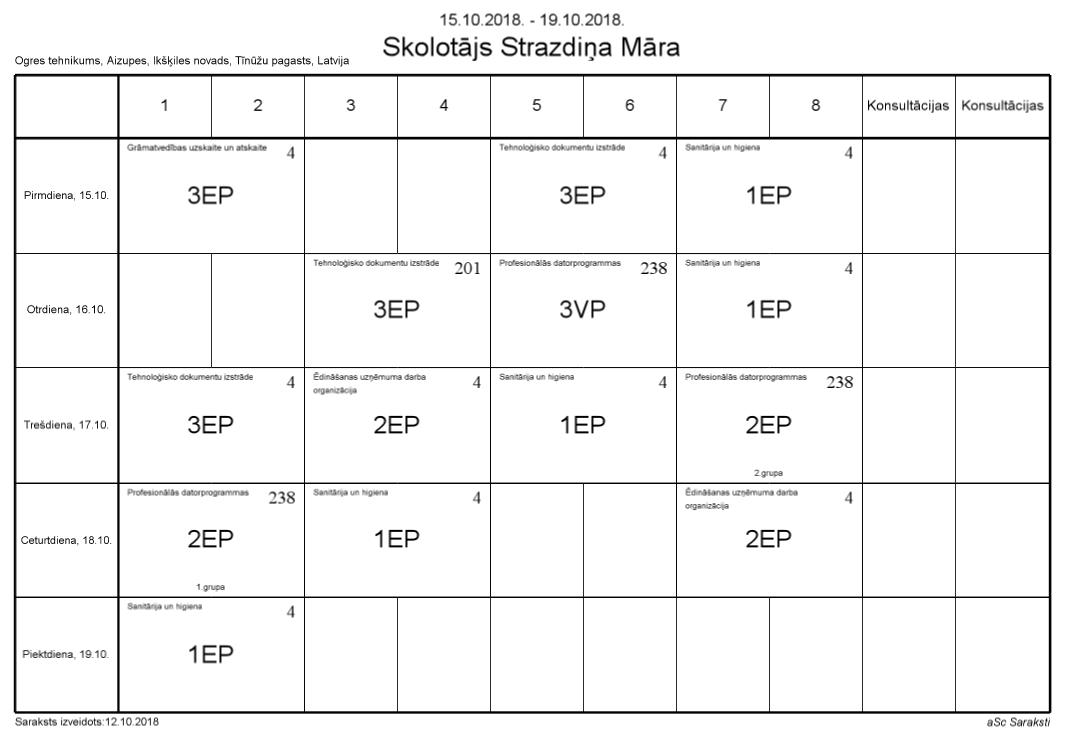 15.10.2018. - 19.10.2018.
Skolotājs Strazdiņa Māra
Ogres tehnikums, Aizupes, Ikšķiles novads, Tīnūžu pagasts, Latvija
1 2 3 4 5 6 7 8 Konsultācijas Konsultācijas
Pirmdiena, 15.10.
Grāmatvedības uzskaite un atskaite 4
3EP
Tehnoloģisko dokumentu izstrāde 4
3EP
Sanitārija un higiena 4
1EP
Otrdiena, 16.10.
Tehnoloģisko dokumentu izstrāde 201
3EP
Profesionālās datorprogrammas 238
3VP
Sanitārija un higiena 4
1EP
Trešdiena, 17.10.
Tehnoloģisko dokumentu izstrāde 4
3EP
Ēdināšanas uzņēmuma darba 4
organizācija
2EP
Sanitārija un higiena 4
1EP
Profesionālās datorprogrammas 238
2EP
2.grupa
Ceturtdiena, 18.10.
Profesionālās datorprogrammas 238
2EP
1.grupa
Sanitārija un higiena 4
1EP
Ēdināšanas uzņēmuma darba 4
organizācija
2EP
Piektdiena, 19.10.
Sanitārija un higiena 4
1EP
Saraksts izveidots:12.10.2018
aSc Saraksti